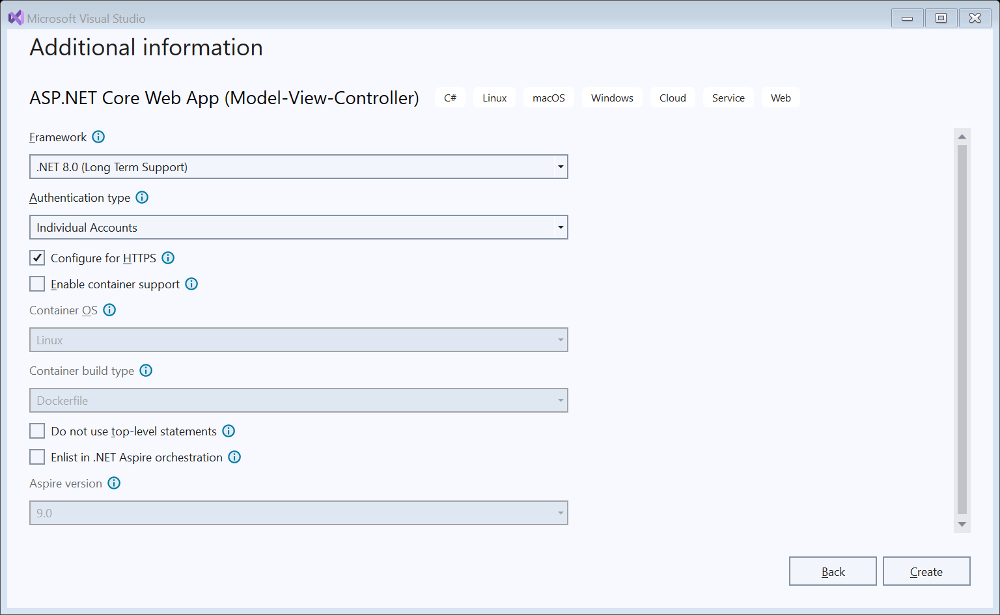 Microsoft Visual Studio
Additional information
ASP.NET Core Web App (Model-View-Controller) C# Linux macOS Windows Cloud Service Web
Framework
.NET 8.0 (Long Term Support)
Authentication type
Individual Accounts
Configure for HTTPS
Enable container support
Container OS
Linux
Container build type
Dockerfile
Do not use top-level statements
Enlist in .NET Aspire orchestration
Aspire version
9.0
Back Create